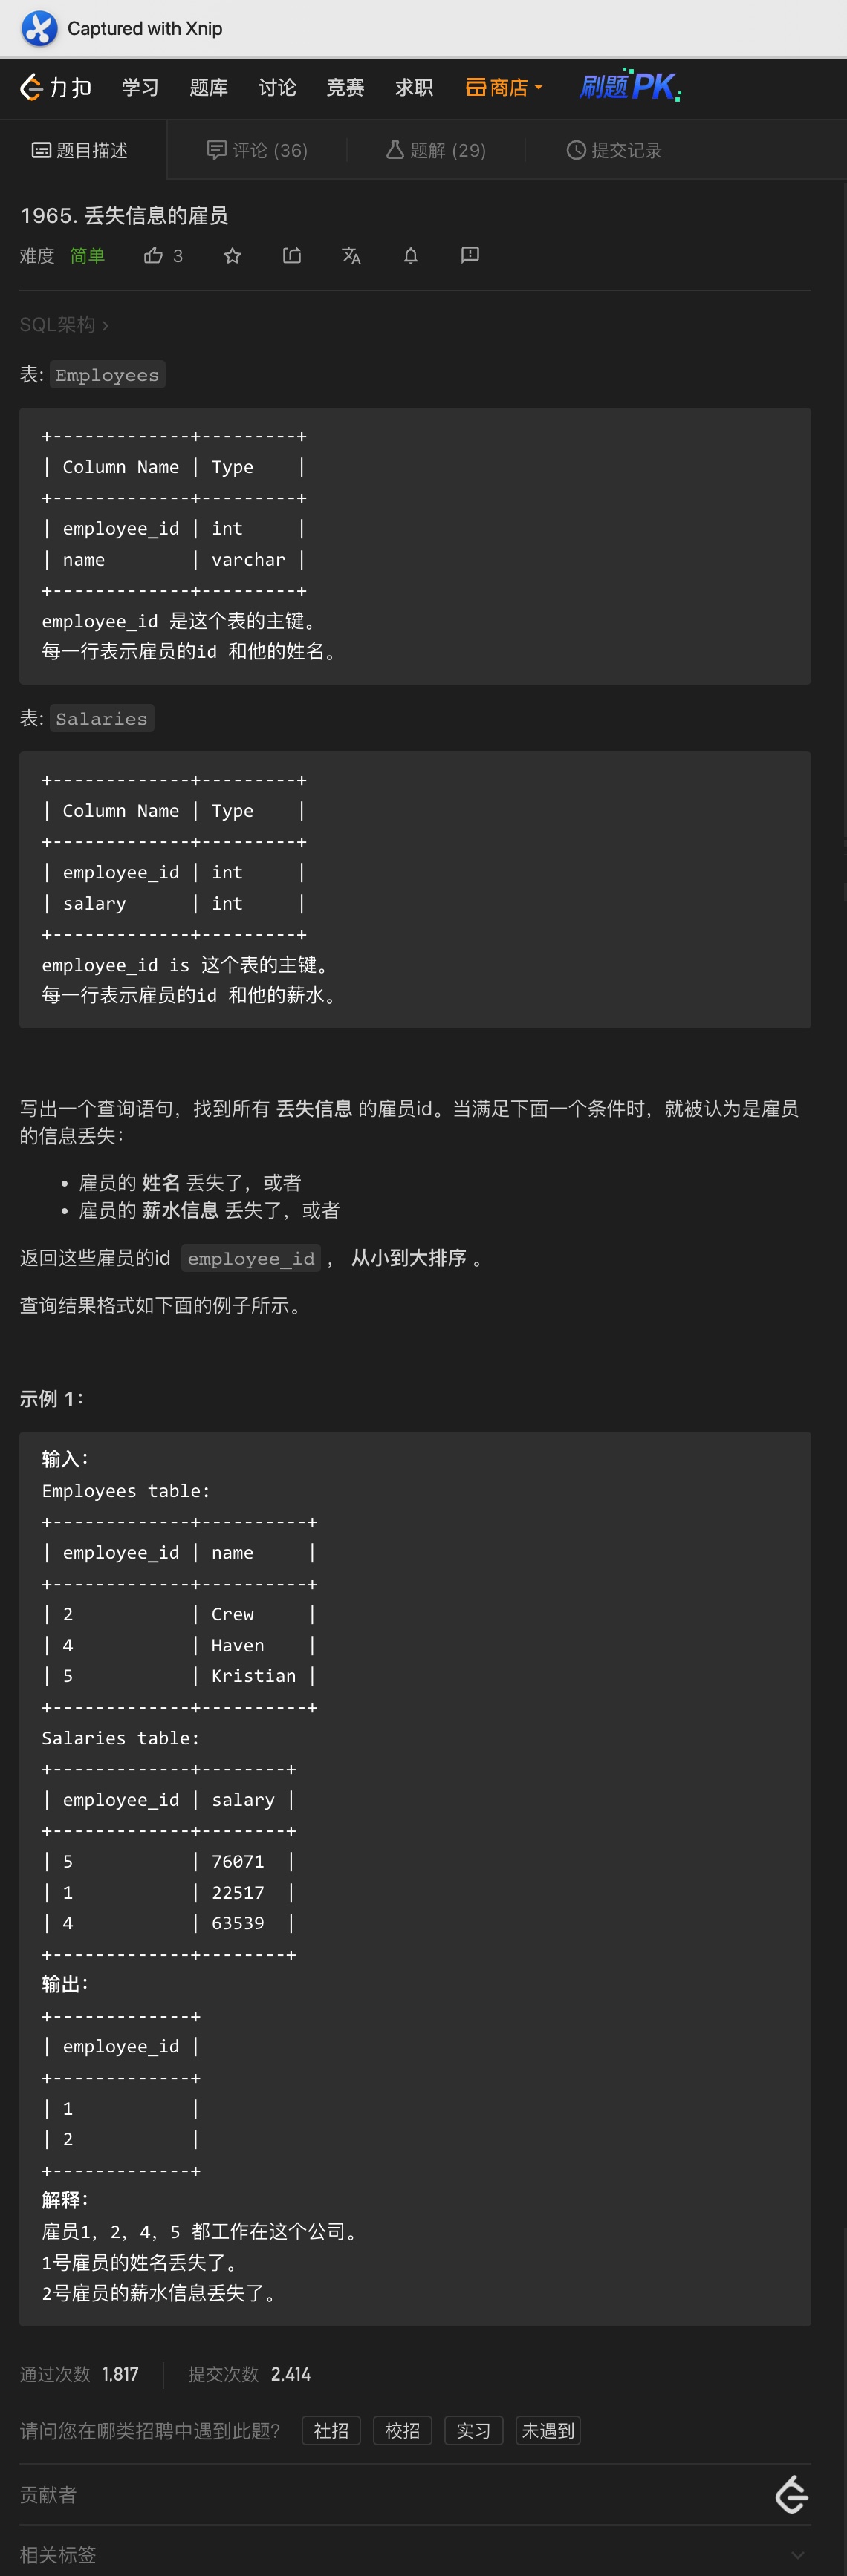 Captured with Xnip
力扣 学习 题库 讨论 竞赛 求职 商店 刷题PK
题目描述 评论 (36) 题解 (29) 提交记录
1965. 丢失信息的雇员
难度 简单 3
SQL架构 >
表: Employees
+-------------+---------+
| Column Name | Type    |
+-------------+---------+
| employee_id | int     |
| name        | varchar |
+-------------+---------+
employee_id 是这个表的主键。
每一行表示雇员的id 和他的姓名。
表: Salaries
+-------------+---------+
| Column Name | Type    |
+-------------+---------+
| employee_id | int     |
| salary      | int     |
+-------------+---------+
employee_id is 这个表的主键。
每一行表示雇员的id 和他的薪水。
写出一个查询语句，找到所有 丢失信息 的雇员id。当满足下面一个条件时，就被认为是雇员
的信息丢失：
• 雇员的 姓名 丢失了，或者
• 雇员的 薪水信息 丢失了，或者
返回这些雇员的id employee_id ， 从小到大排序 。
查询结果格式如下面的例子所示。
示例 1：
输入：
Employees table:
+-------------+----------+
| employee_id | name     |
+-------------+----------+
| 2           | Crew     |
| 4           | Haven    |
| 5           | Kristian |
+-------------+----------+
Salaries table:
+-------------+--------+
| employee_id | salary |
+-------------+--------+
| 5           | 76071  |
| 1           | 22517  |
| 4           | 63539  |
+-------------+--------+
输出：
+-------------+
| employee_id |
+-------------+
| 1           |
| 2           |
+-------------+
解释：
雇员1，2，4，5 都工作在这个公司。
1号雇员的姓名丢失了。
2号雇员的薪水信息丢失了。
通过次数 1,817 提交次数 2,414
请问您在哪类招聘中遇到此题？ 社招 校招 实习 未遇到
贡献者
相关标签